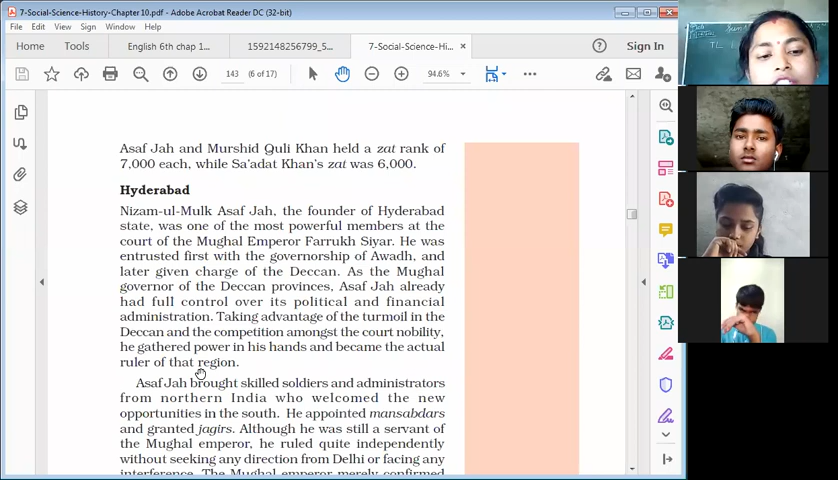 7-Social-Science-History-Chapter 10.pdf - Adobe Acrobat Reader DC (32-bit)
File Edit View Sign Window Help
Home Tools English 6th chap 1... 1592148256799_5... 7-Social-Science-Hi... × ? Sign In
143 (6 of 17) 94.6%
Asaf Jah and Murshid Quli Khan held a zat rank of
7,000 each, while Sa'adat Khan's zat was 6,000.
Hyderabad
Nizam-ul-Mulk Asaf Jah, the founder of Hyderabad
state, was one of the most powerful members at the
court of the Mughal Emperor Farrukh Siyar. He was
entrusted first with the governorship of Awadh, and
later given charge of the Deccan. As the Mughal
governor of the Deccan provinces, Asaf Jah already
had full control over its political and financial
administration. Taking advantage of the turmoil in the
Deccan and the competition amongst the court nobility,
he gathered power in his hands and became the actual
ruler of that region.
Asaf Jah brought skilled soldiers and administrators
from northern India who welcomed the new
opportunities in the south. He appointed mansabdars
and granted jagirs. Although he was still a servant of
the Mughal emperor, he ruled quite independently
without seeking any direction from Delhi or facing any
interference. The Mughal emperor merely confirmed